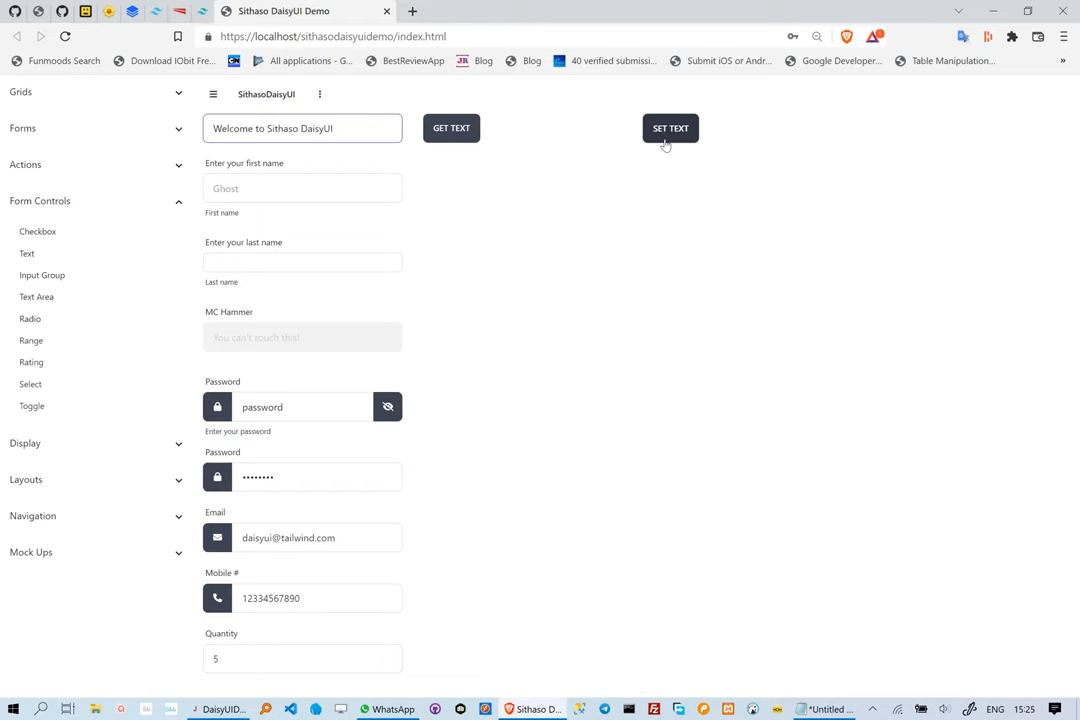 Sithaso DaisyUI Demo
https://localhost/sithasodaisyuidemo/index.html
Funmoods Search
Download IObit Fre...
All applications - G...
BestReviewApp
JR
Blog
Blog
40 verified submissi...
Submit iOS or Andr...
Google Developer...
Table Manipulation...
»
Grids
SithasoDaisyUI
Welcome to Sithaso DaisyUI
GET TEXT
SET TEXT
Forms
Actions
Form Controls
Checkbox
Text
Input Group
Text Area
Radio
Range
Rating
Select
Toggle
Display
Layouts
Navigation
Mock Ups
Enter your first name
Ghost
First name
Enter your last name
Last name
MC Hammer
You can't touch this!
Password
password
Enter your password
Password
••••••••
Email
daisyui@tailwind.com
Mobile #
12334567890
Quantity
5
DaisyUID...
WhatsApp
Sithaso D...
*Untitled ...
ENG
15:25